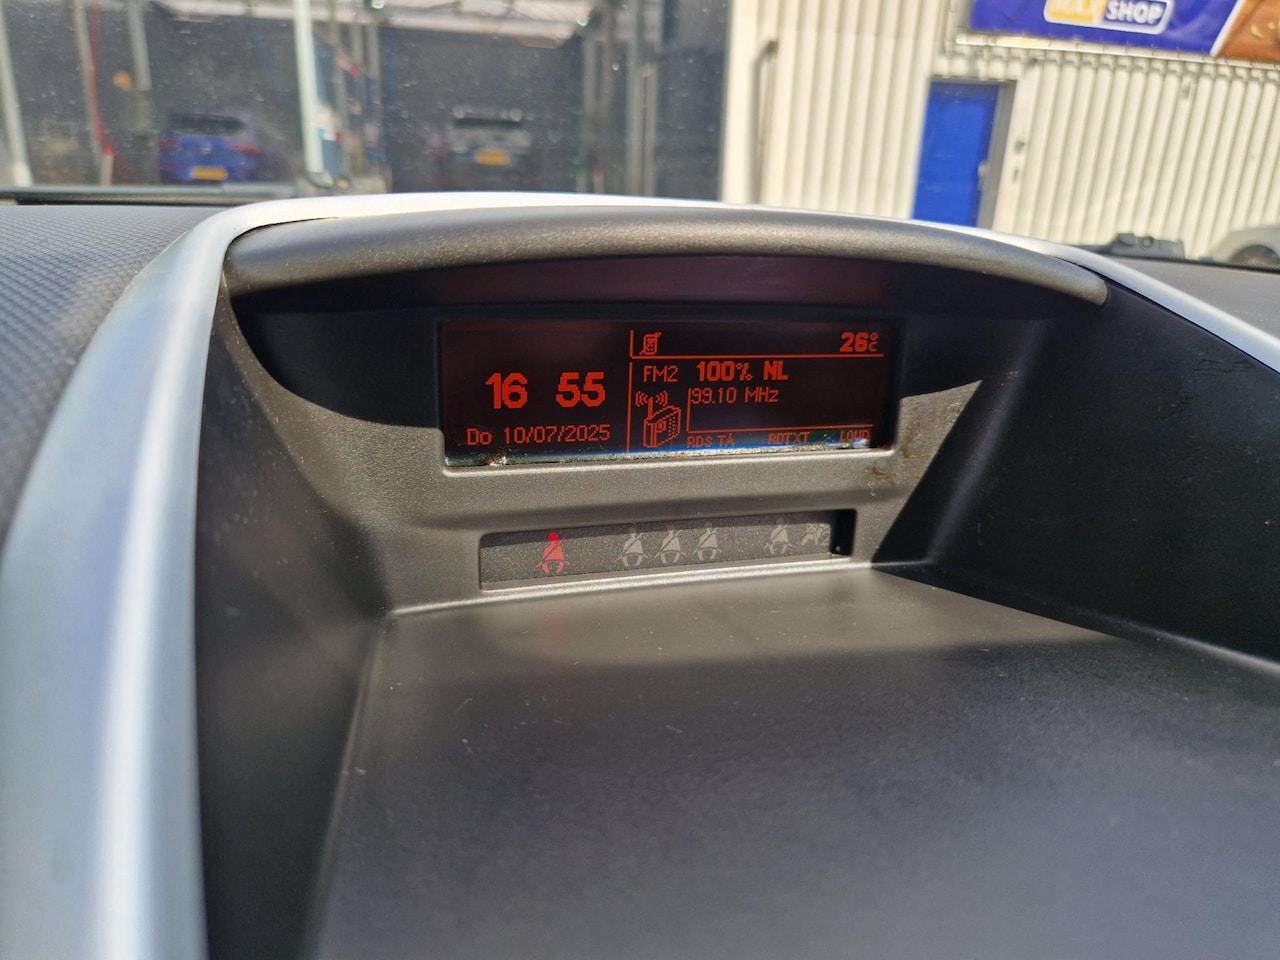 SHOP
26°C
16 55
FM2 100% NL
99.10 MHz
Do 10/07/2025
RDS TA RDTXT LOUD